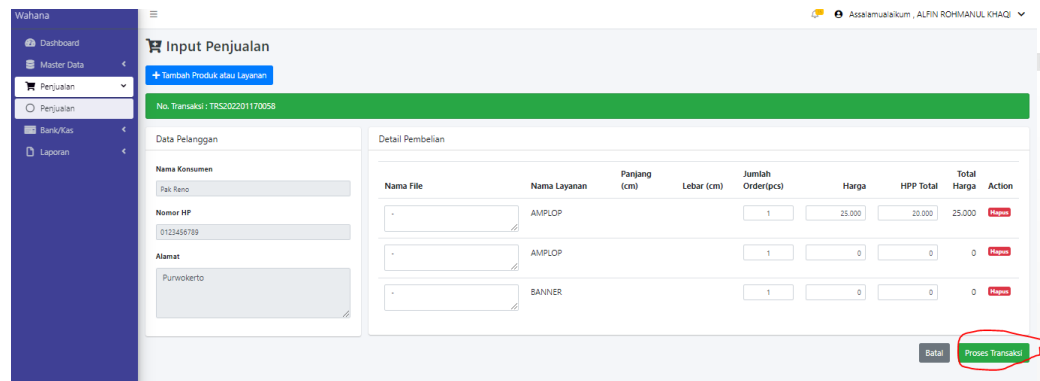 Wahana
Assalamualaikum , ALFIN ROHMANUL KHAQI
Dashboard
Master Data
Penjualan
Penjualan
Bank/Kas
Laporan
Input Penjualan
+ Tambah Produk atau Layanan
No. Transaksi : TRS202201170058
Data Pelanggan
Nama Konsumen
Pak Reno
Nomor HP
0123456789
Alamat
Purwokerto
Detail Pembelian
Nama File Nama Layanan Panjang (cm) Lebar (cm) Jumlah Order(pcs) Harga HPP Total Total Harga Action
- AMPLOP 1 25.000 20.000 25.000 Hapus
- AMPLOP 1 0 0 0 Hapus
- BANNER 1 0 0 0 Hapus
Batal Proses Transaksi